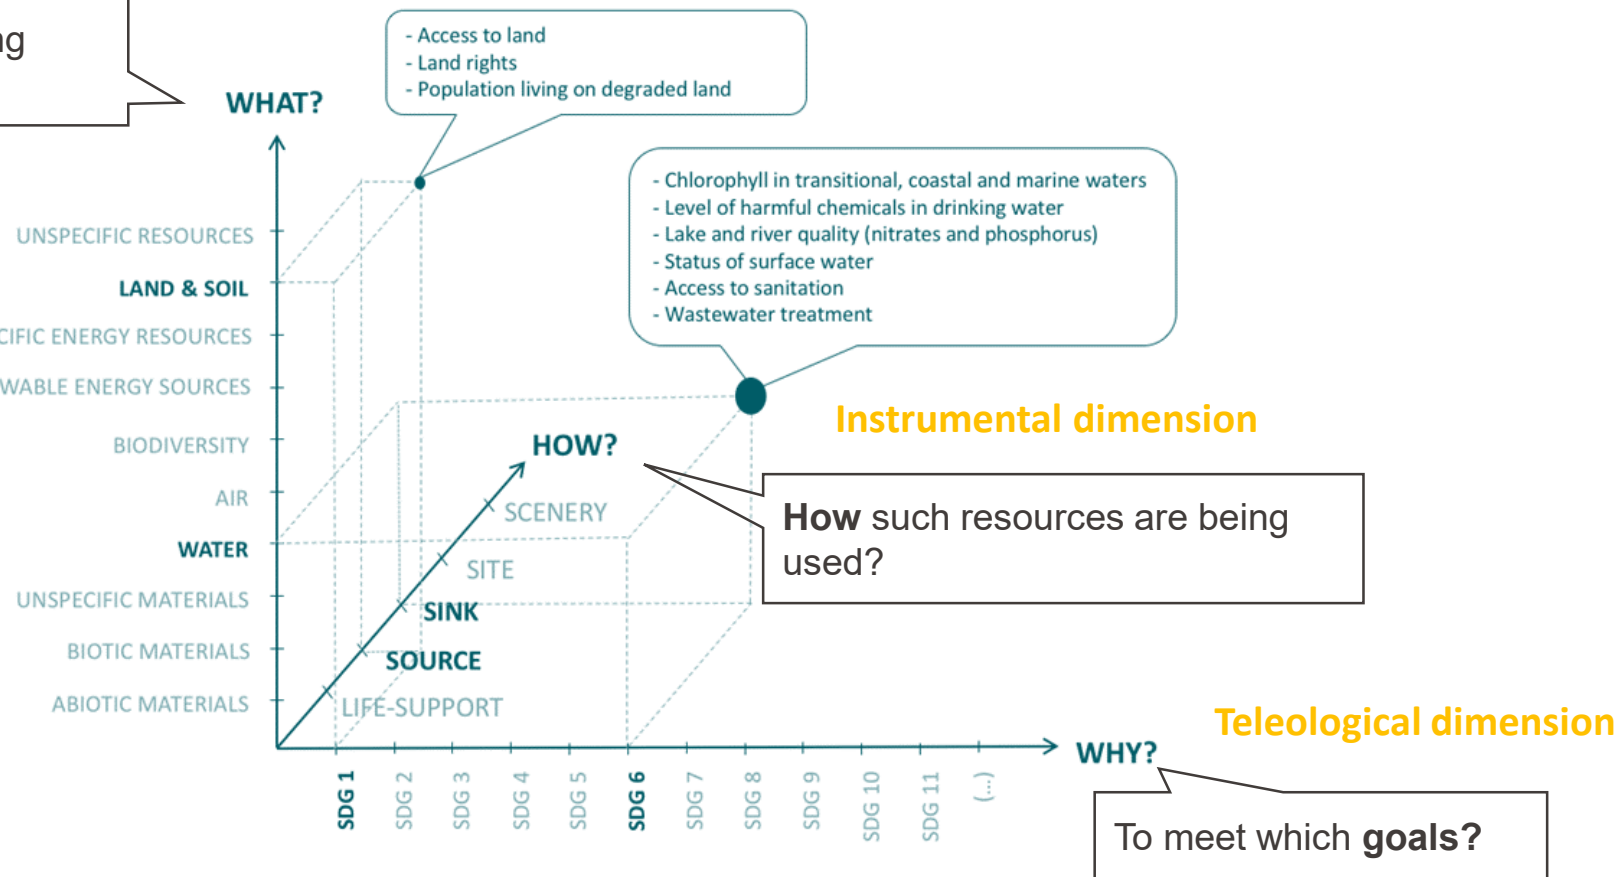 - Access to land
- Land rights
- Population living on degraded land
WHAT?
- Chlorophyll in transitional, coastal and marine waters
- Level of harmful chemicals in drinking water
- Lake and river quality (nitrates and phosphorus)
- Status of surface water
- Access to sanitation
- Wastewater treatment
UNSPECIFIC RESOURCES
LAND & SOIL
ENERGY RESOURCES
ENERGY SOURCES
BIODIVERSITY
AIR
WATER
UNSPECIFIC MATERIALS
BIOTIC MATERIALS
ABIOTIC MATERIALS
Instrumental dimension
HOW?
How such resources are being
used?
SCENERY
SITE
SINK
SOURCE
LIFE-SUPPORT
Teleological dimension
WHY?
To meet which goals?
SDG 1
SDG 2
SDG 3
SDG 4
SDG 5
SDG 6
SDG 7
SDG 8
SDG 9
SDG 10
SDG 11
(...)